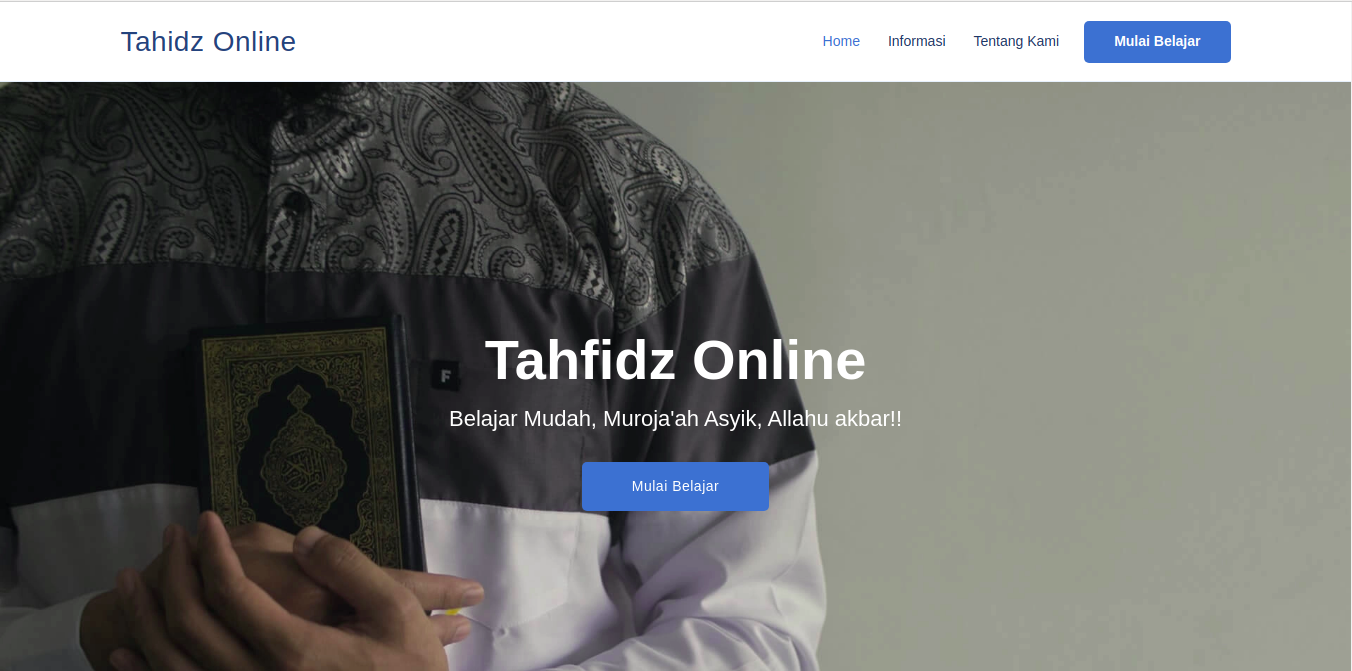 Tahidz Online
Home Informasi Tentang Kami Mulai Belajar
F
Tahfidz Online
Belajar Mudah, Muroja'ah Asyik, Allahu akbar!!
Mulai Belajar